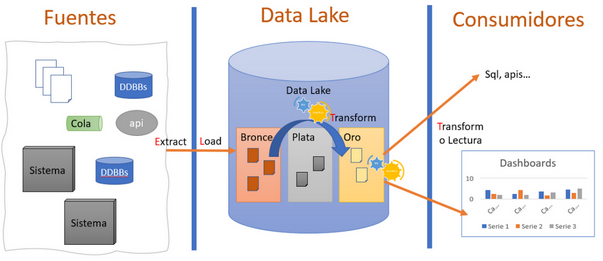 Fuentes
Data Lake
Consumidores
DDBBs
Cola
api
Sistema
DDBBs
Sistema
Extract
Load
Data Lake
Transform
Bronce
Plata
Oro
Sql, apis...
Transform
o Lectura
Dashboards
10
0
Ca...
Ca...
Ca...
Ca...
Serie 1
Serie 2
Serie 3